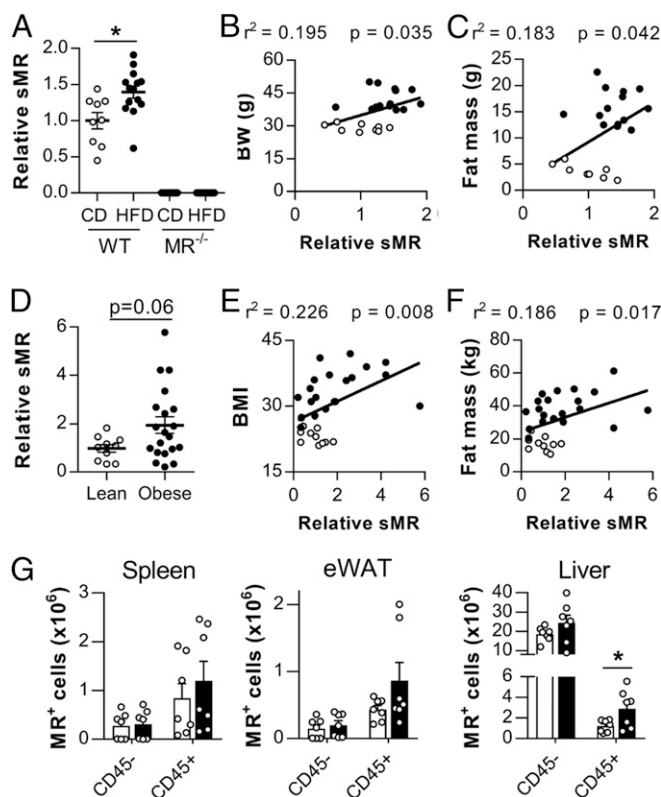 A
*
Relative sMR
2.0
1.5
1.0
0.5
0.0
CD HFD CD HFD
WT MR-/-
B
r² = 0.195 p = 0.035
BW (g)
60
30
0
0 1 2
Relative sMR
C
r² = 0.183 p = 0.042
Fat mass (g)
25
20
15
10
5
0
0 1 2
Relative sMR
D
p=0.06
Relative sMR
6
4
2
0
Lean Obese
E
r² = 0.226 p = 0.008
BMI
45
30
15
0 2 4 6
Relative sMR
F
r² = 0.186 p = 0.017
Fat mass (kg)
80
60
40
20
0
0 2 4 6
Relative sMR
G
Spleen
MR⁺ cells (x10⁶)
3
2
1
0
CD45- CD45+
eWAT
MR⁺ cells (x10⁶)
2
1
0
CD45- CD45+
Liver
MR⁺ cells (x10⁶)
40
30
20
10
*
6
4
2
0
CD45- CD45+